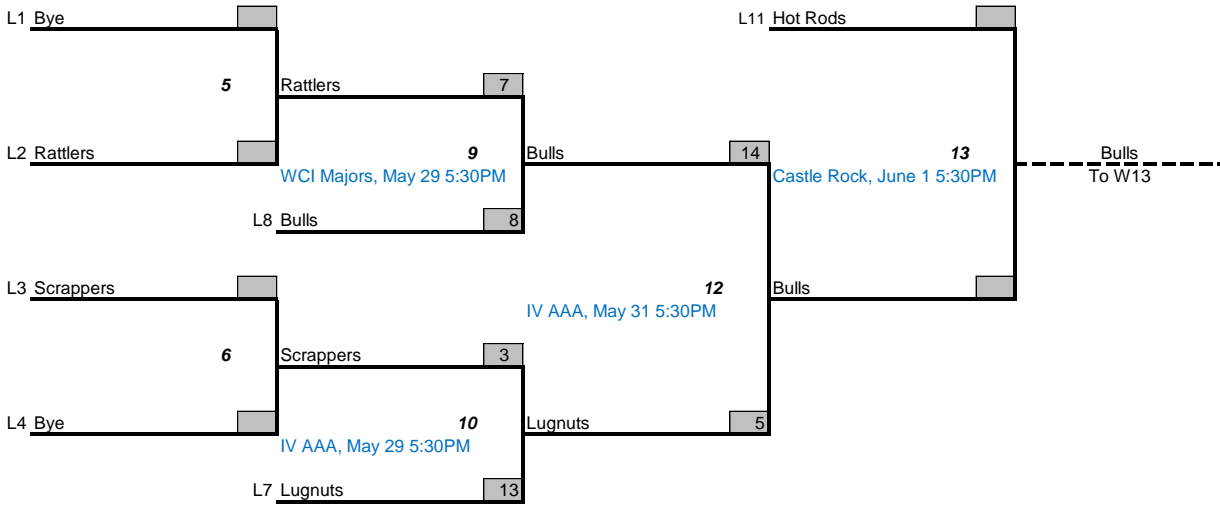 L1 Bye
L11 Hot Rods
5 Rattlers 7
L2 Rattlers
9 Bulls 14
13 Bulls
WCI Majors, May 29 5:30PM
Castle Rock, June 1 5:30PM
To W13
L8 Bulls 8
L3 Scrappers
12 Bulls
IV AAA, May 31 5:30PM
6 Scrappers 3
L4 Bye
10 Lugnuts 5
IV AAA, May 29 5:30PM
L7 Lugnuts 13